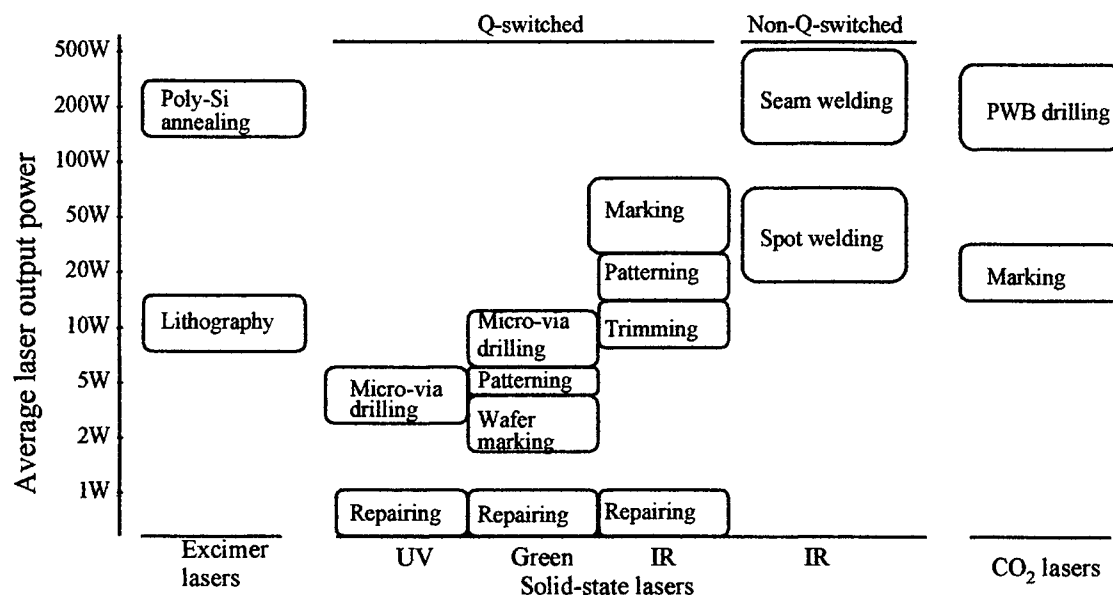 Q-switched
Non-Q-switched
Average laser output power
500W
200W
100W
50W
20W
10W
5W
2W
1W
Poly-Si
annealing
Lithography
Micro-via
drilling
Repairing
Micro-via
drilling
Patterning
Wafer
marking
Repairing
Marking
Patterning
Trimming
Repairing
Seam welding
Spot welding
PWB drilling
Marking
Excimer
lasers
UV
Green
IR
IR
Solid-state lasers
CO₂ lasers